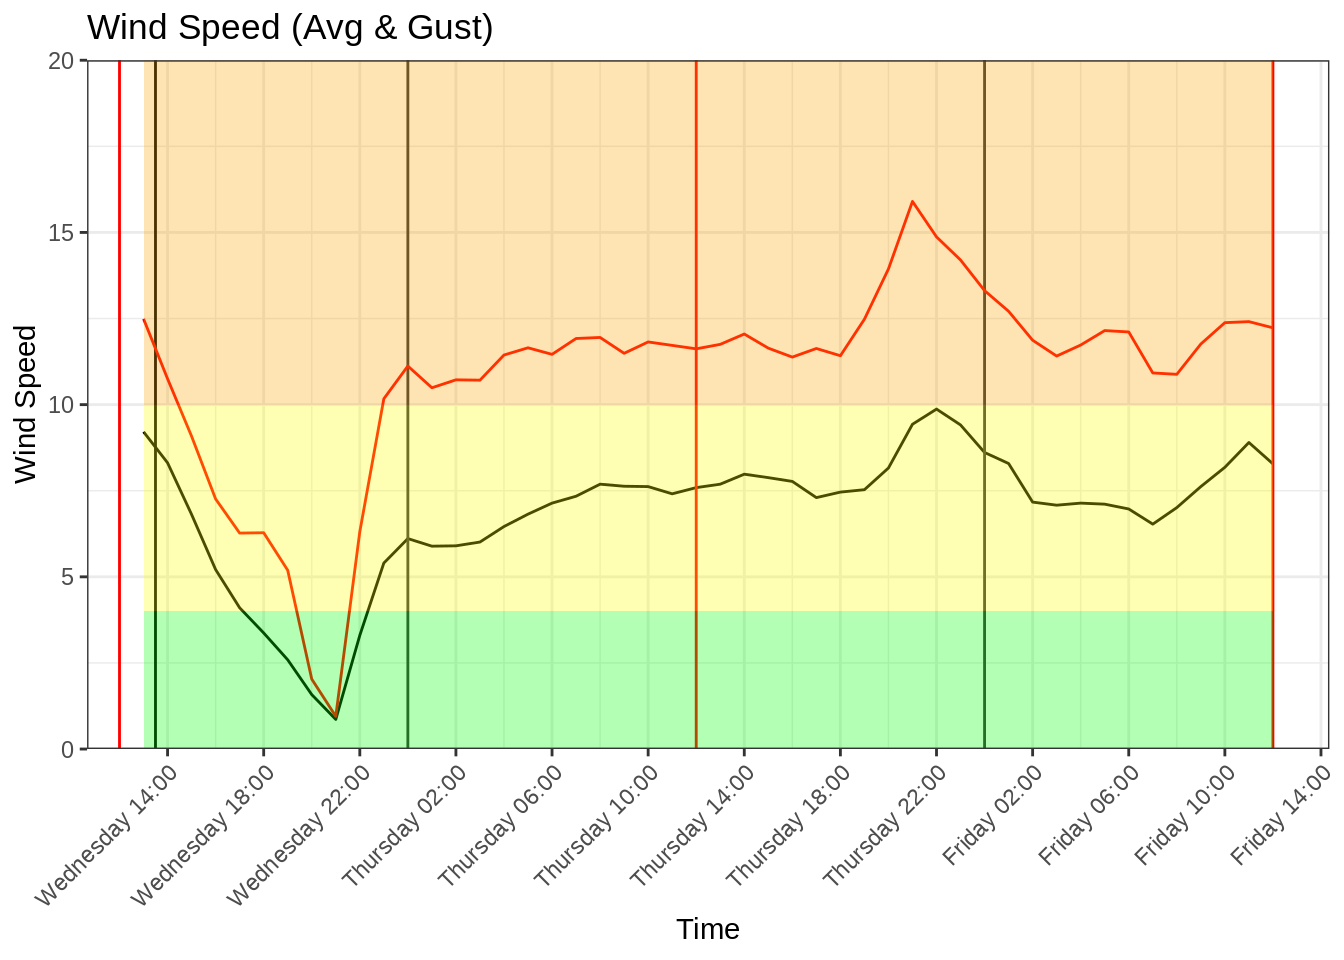 Wind Speed (Avg & Gust)
20
15
10
5
0
Wind Speed
Wednesday 14:00
Wednesday 18:00
Wednesday 22:00
Thursday 02:00
Thursday 06:00
Thursday 10:00
Thursday 14:00
Thursday 18:00
Thursday 22:00
Friday 02:00
Friday 06:00
Friday 10:00
Friday 14:00
Time